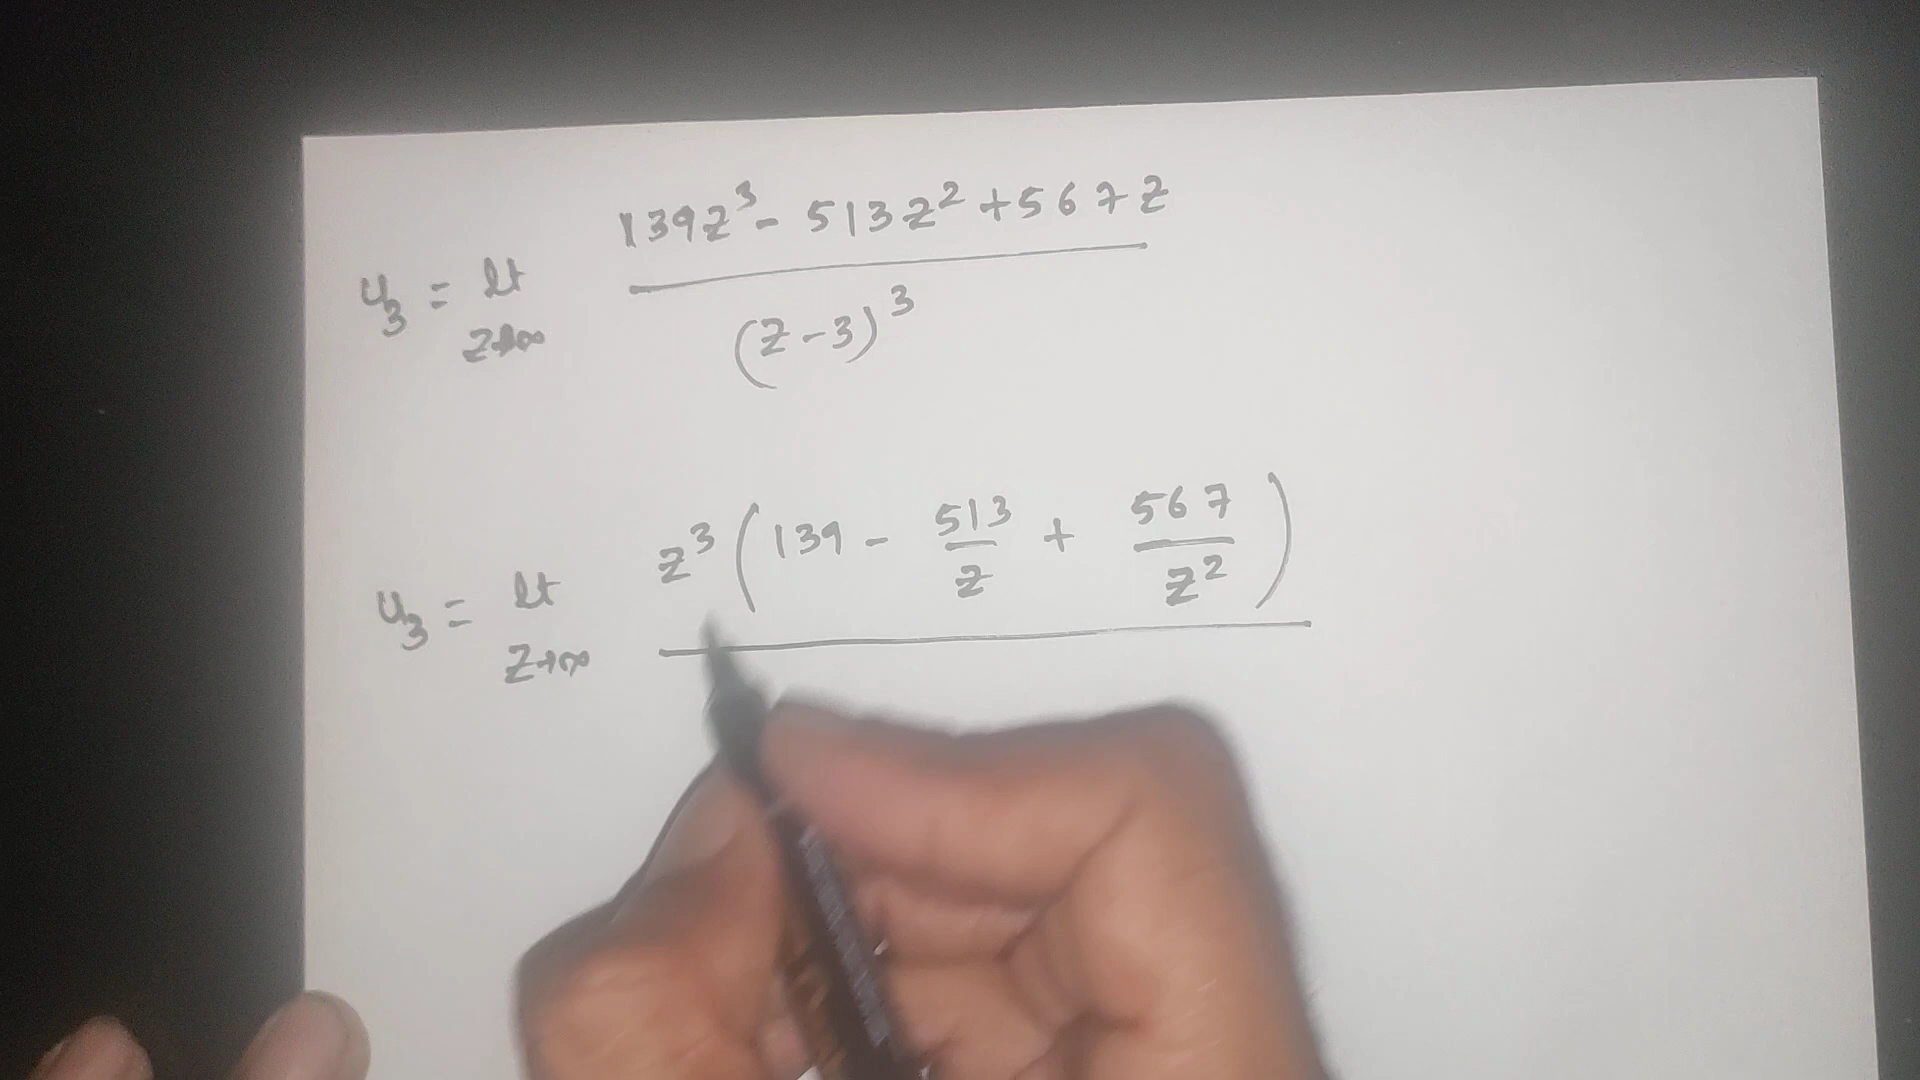 u₃ = lt z→∞ (139z³ - 513z² + 567z) / (z-3)³
u₃ = lt z→∞ z³(139 - 513/z + 567/z²)